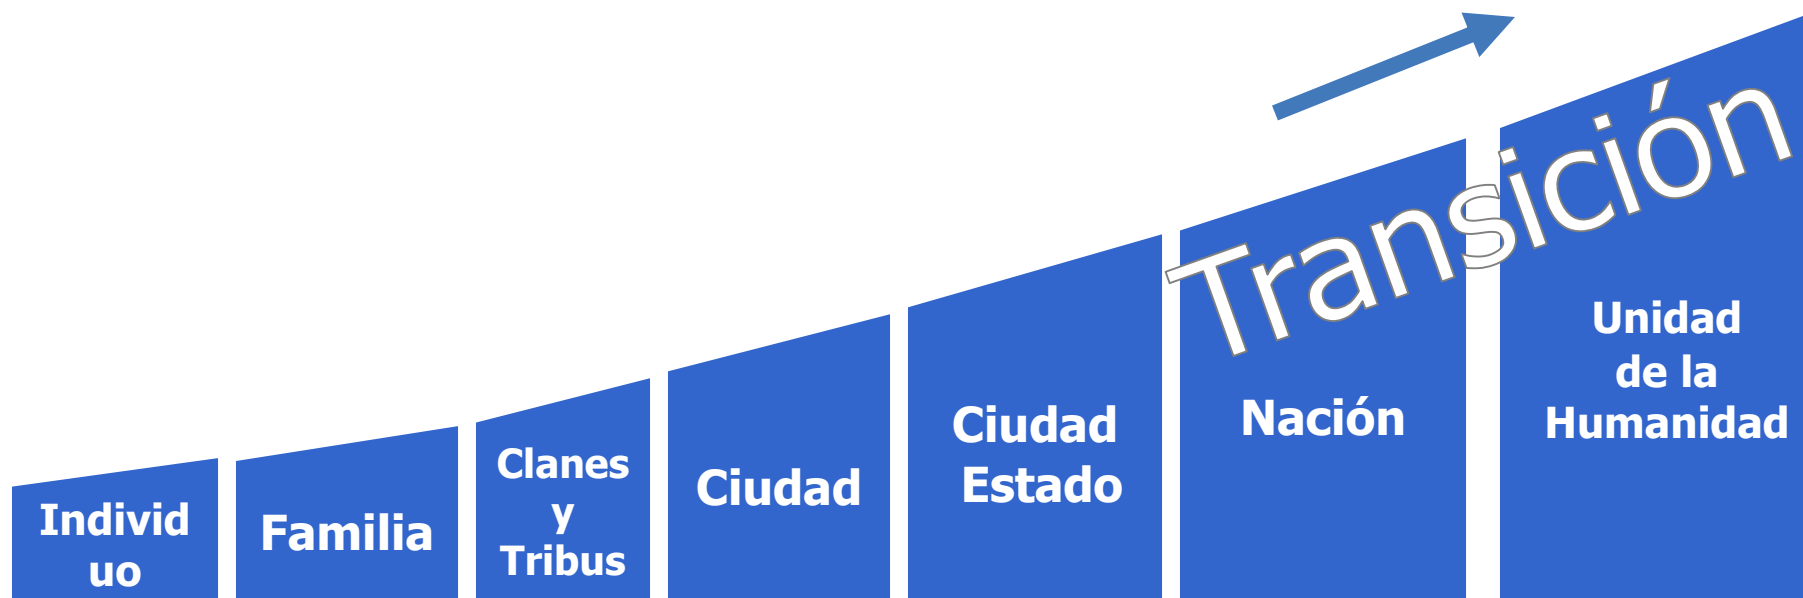 Individ
uo
Familia
Clanes
y
Tribus
Ciudad
Ciudad
Estado
Nación
Transición
Unidad
de la
Humanidad